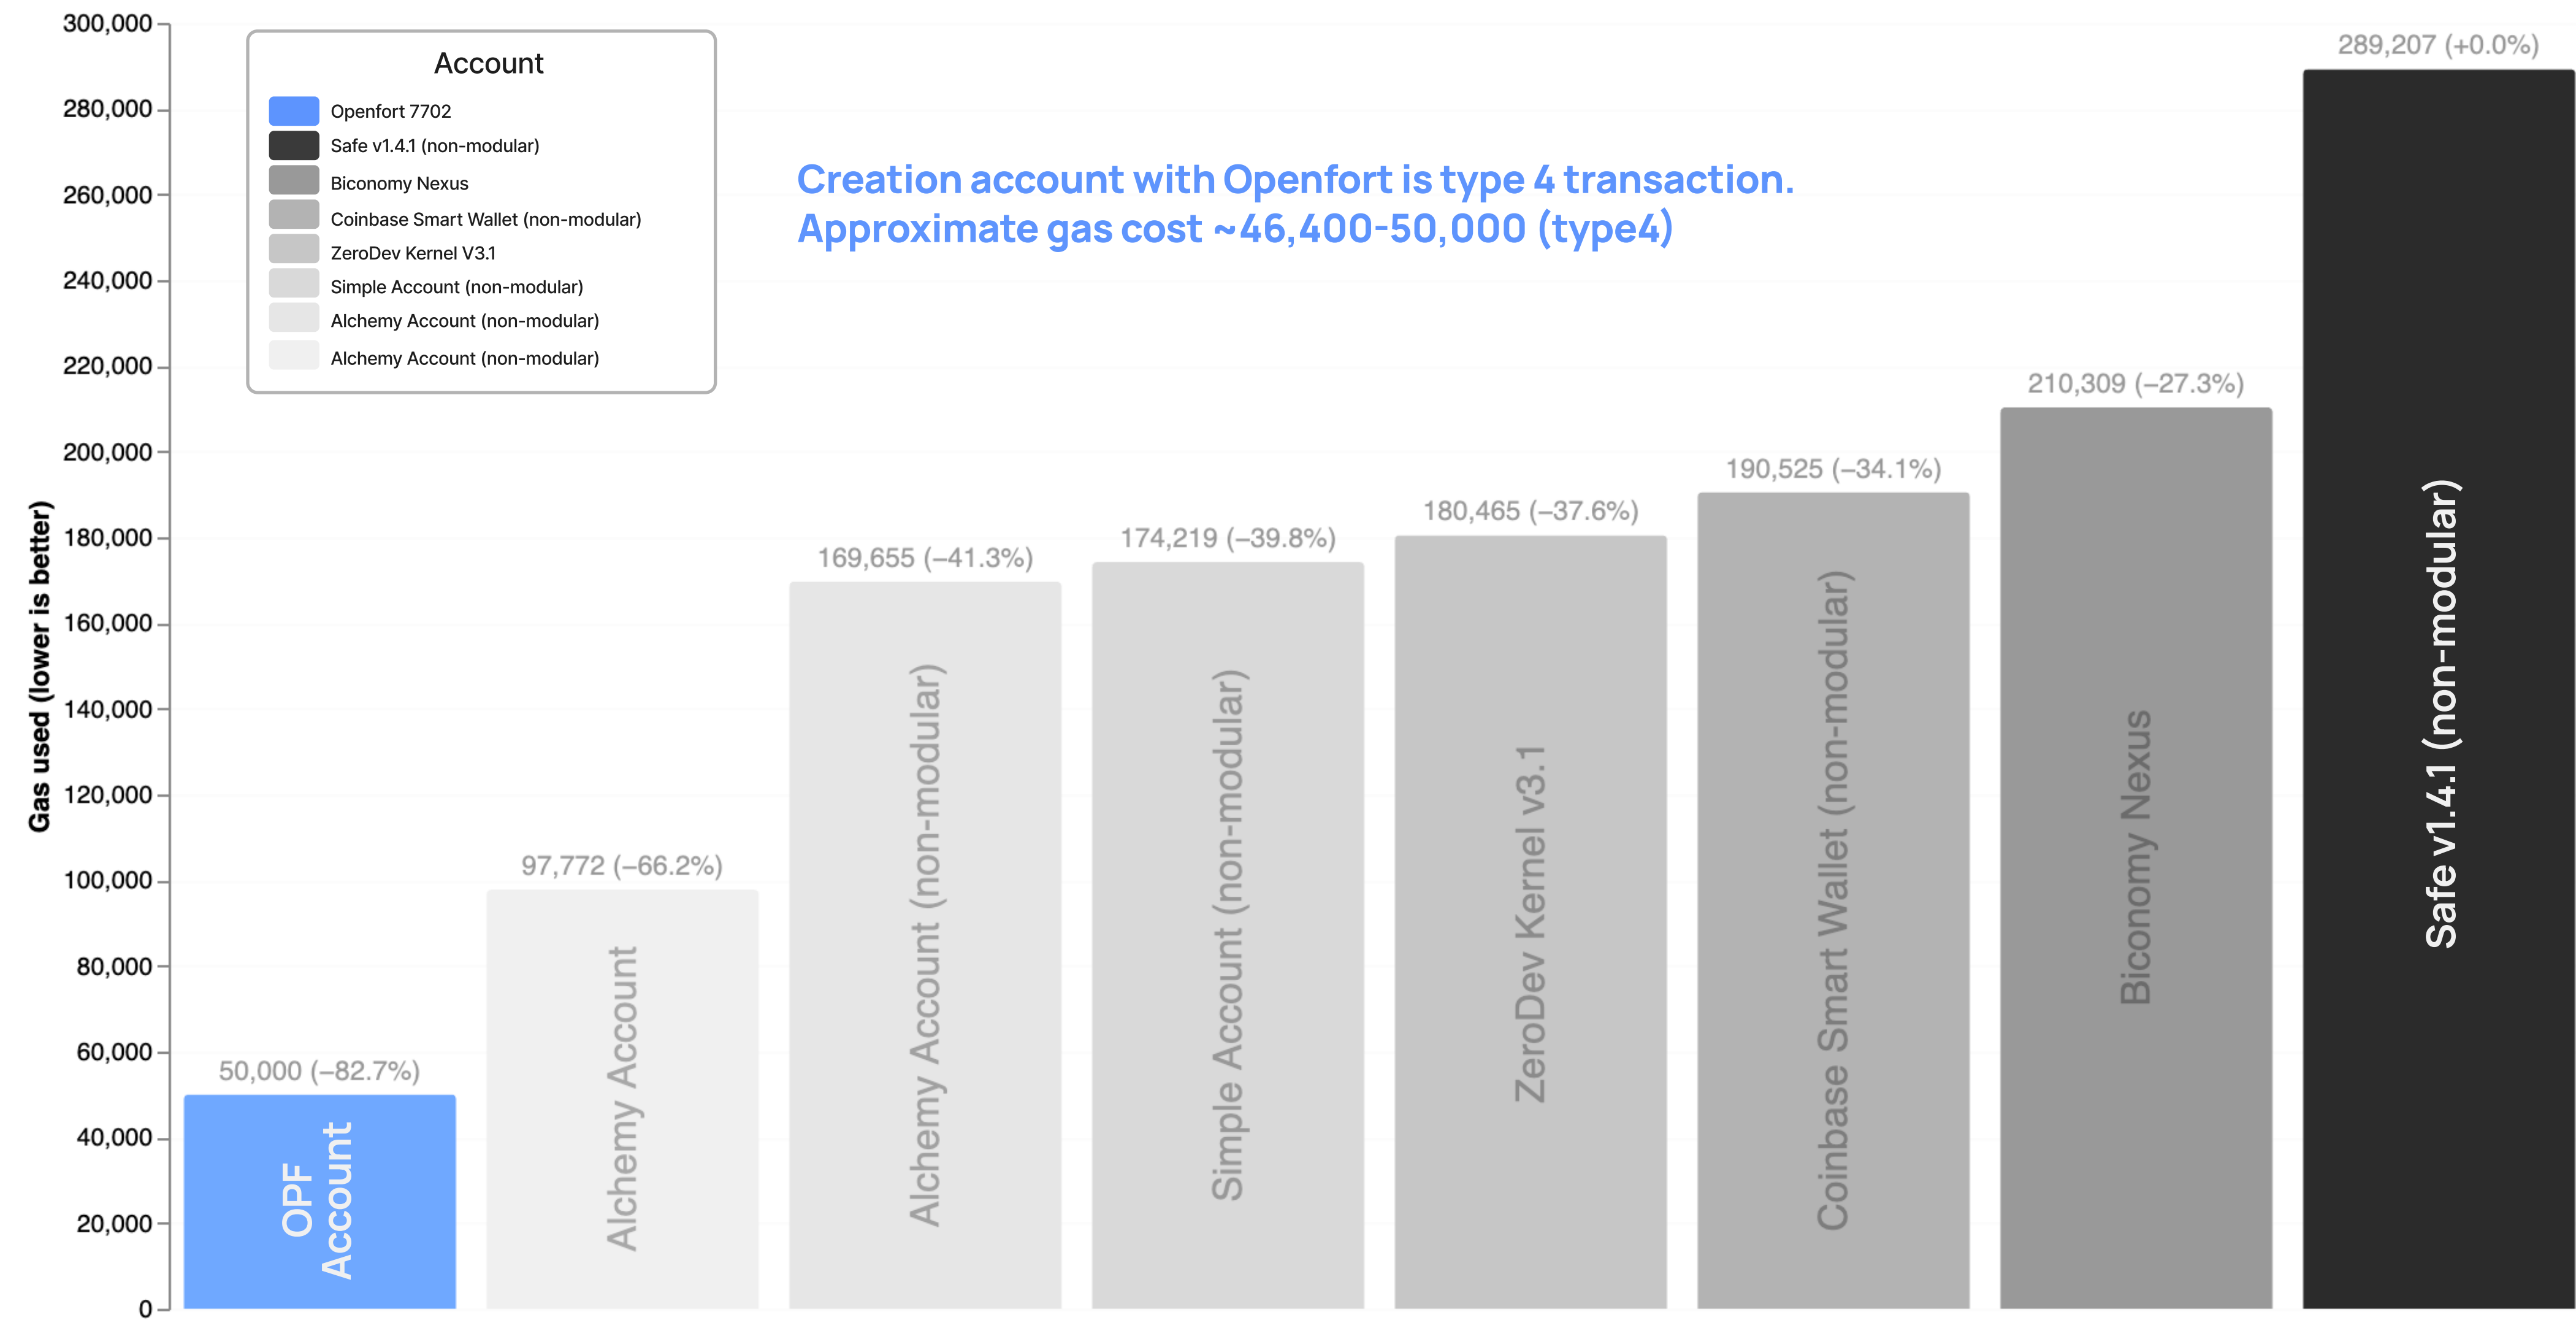 300,000
280,000
260,000
240,000
220,000
200,000
180,000
160,000
140,000
120,000
100,000
80,000
60,000
40,000
20,000
0
Gas used (lower is better)
Account
Openfort 7702
Safe v1.4.1 (non-modular)
Biconomy Nexus
Coinbase Smart Wallet (non-modular)
ZeroDev Kernel V3.1
Simple Account (non-modular)
Alchemy Account (non-modular)
Alchemy Account (non-modular)
Creation account with Openfort is type 4 transaction.
Approximate gas cost ~46,400-50,000 (type4)
50,000 (−82.7%)
OPF
Account
97,772 (−66.2%)
Alchemy Account
169,655 (−41.3%)
Alchemy Account (non-modular)
174,219 (−39.8%)
Simple Account (non-modular)
180,465 (−37.6%)
ZeroDev Kernel v3.1
190,525 (−34.1%)
Coinbase Smart Wallet (non-modular)
210,309 (−27.3%)
Biconomy Nexus
289,207 (+0.0%)
Safe v1.4.1 (non-modular)